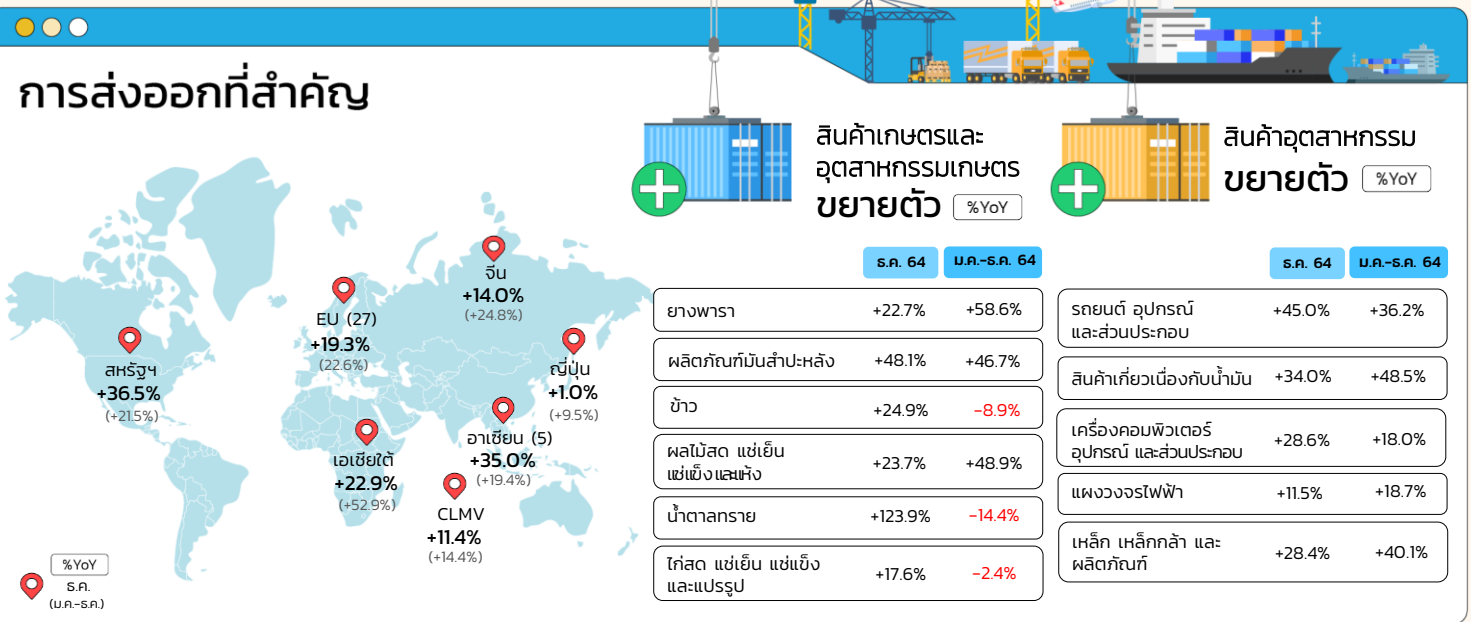 การส่งออกที่สำคัญ
จีน
+14.0%
(+24.8%)
EU (27)
+19.3%
(22.6%)
สหรัฐฯ
+36.5%
(+21.5%)
ญี่ปุ่น
+1.0%
(+9.5%)
อาเซียน (5)
+35.0%
(+19.4%)
เอเชียใต้
+22.9%
(+52.9%)
CLMV
+11.4%
(+14.4%)
%YoY
ธ.ค.
(ม.ค.-ธ.ค.)
สินค้าเกษตรและ
อุตสาหกรรมเกษตร
ขยายตัว %YoY
ธ.ค. 64 ม.ค.-ธ.ค. 64
ยางพารา +22.7% +58.6%
ผลิตภัณฑ์มันสำปะหลัง +48.1% +46.7%
ข้าว +24.9% -8.9%
ผลไม้สด แช่เย็น
แช่แข็งและแห้ง +23.7% +48.9%
น้ำตาลทราย +123.9% -14.4%
ไก่สด แช่เย็น แช่แข็ง
และแปรรูป +17.6% -2.4%
สินค้าอุตสาหกรรม
ขยายตัว %YoY
ธ.ค. 64 ม.ค.-ธ.ค. 64
รถยนต์ อุปกรณ์
และส่วนประกอบ +45.0% +36.2%
สินค้าเกี่ยวเนื่องกับน้ำมัน +34.0% +48.5%
เครื่องคอมพิวเตอร์
อุปกรณ์ และส่วนประกอบ +28.6% +18.0%
แผงวงจรไฟฟ้า +11.5% +18.7%
เหล็ก เหล็กกล้า และ
ผลิตภัณฑ์ +28.4% +40.1%